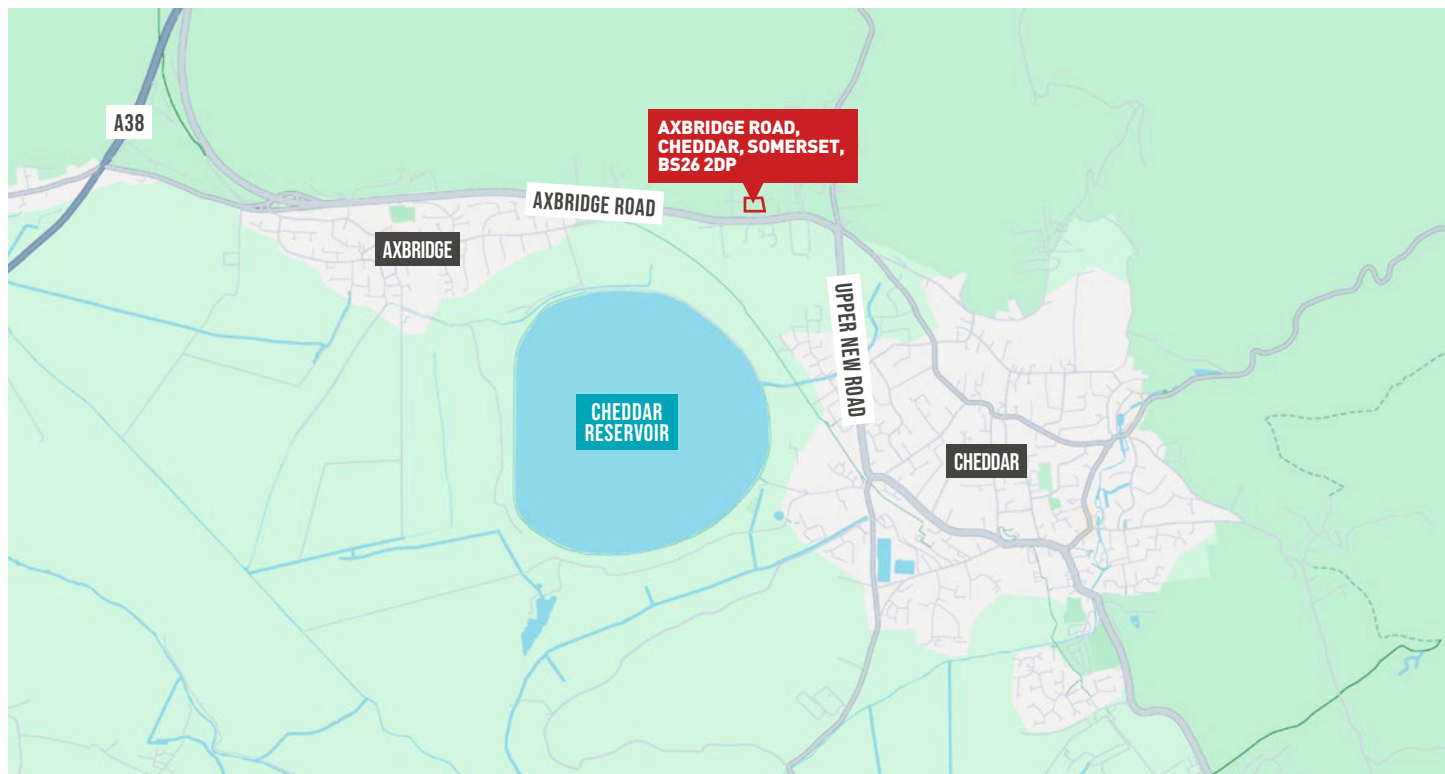 A38
AXBRIDGE ROAD,
CHEDDAR, SOMERSET,
BS26 2DP
AXBRIDGE ROAD
AXBRIDGE
UPPER NEW ROAD
CHEDDAR
RESERVOIR
CHEDDAR